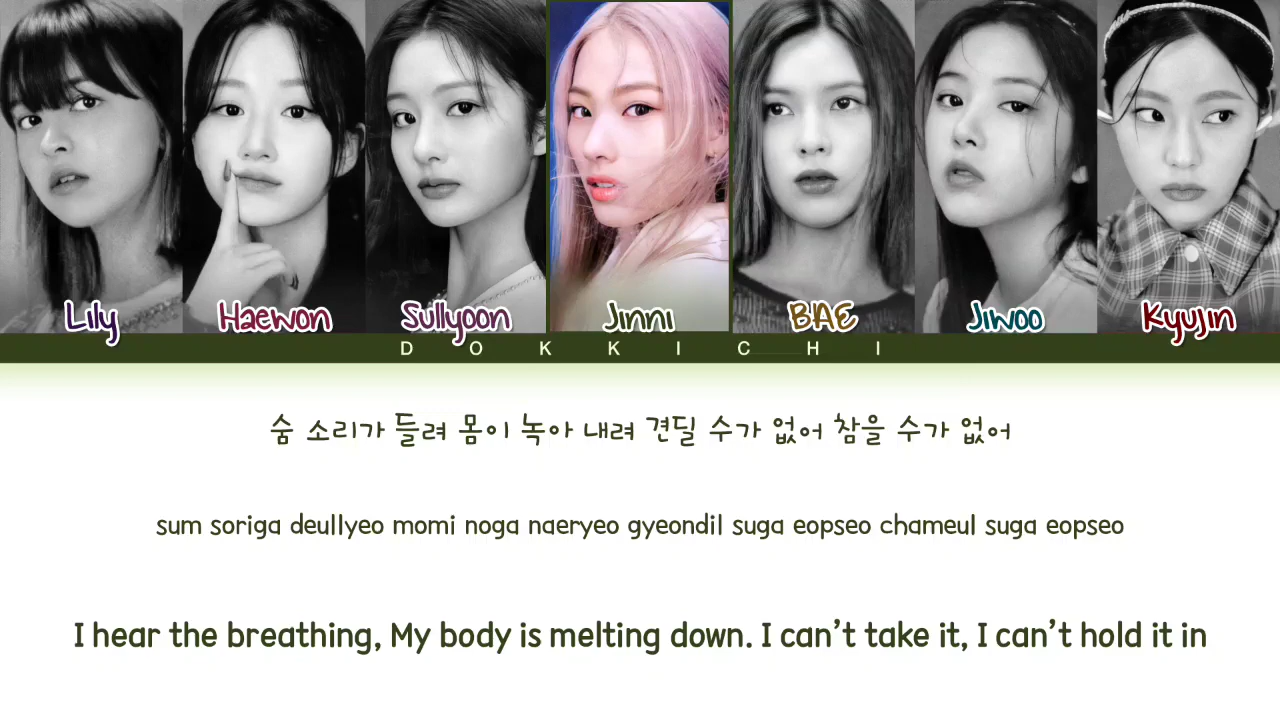 Lily Haewon Sullyoon Jinni BAE Jiwoo Kyujin
D O K K I C H I
숨 소리가 들려 몸이 녹아 내려 견딜 수가 없어 참을 수가 없어
sum soriga deullyeo momi noga naeryeo gyeondil suga eopseo chameul suga eopseo
I hear the breathing, My body is melting down. I can't take it, I can't hold it in